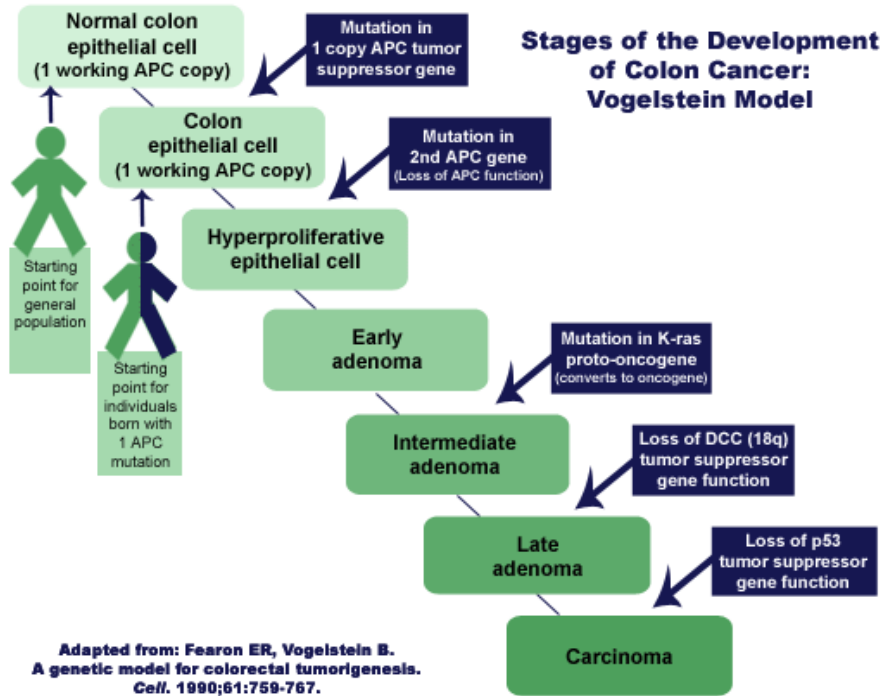 Stages of the Development
of Colon Cancer:
Vogelstein Model
Normal colon
epithelial cell
(1 working APC copy)
Mutation in
1 copy APC tumor
suppressor gene
Colon
epithelial cell
(1 working APC copy)
Mutation in
2nd APC gene
(Loss of APC function)
Hyperproliferative
epithelial cell
Starting
point for
general
population
Starting
point for
individuals
born with
1 APC
mutation
Early
adenoma
Mutation in K-ras
proto-oncogene
(converts to oncogene)
Intermediate
adenoma
Loss of DCC (18q)
tumor suppressor
gene function
Late
adenoma
Loss of p53
tumor suppressor
gene function
Carcinoma
Adapted from: Fearon ER, Vogelstein B.
A genetic model for colorectal tumorigenesis.
Cell. 1990;61:759-767.